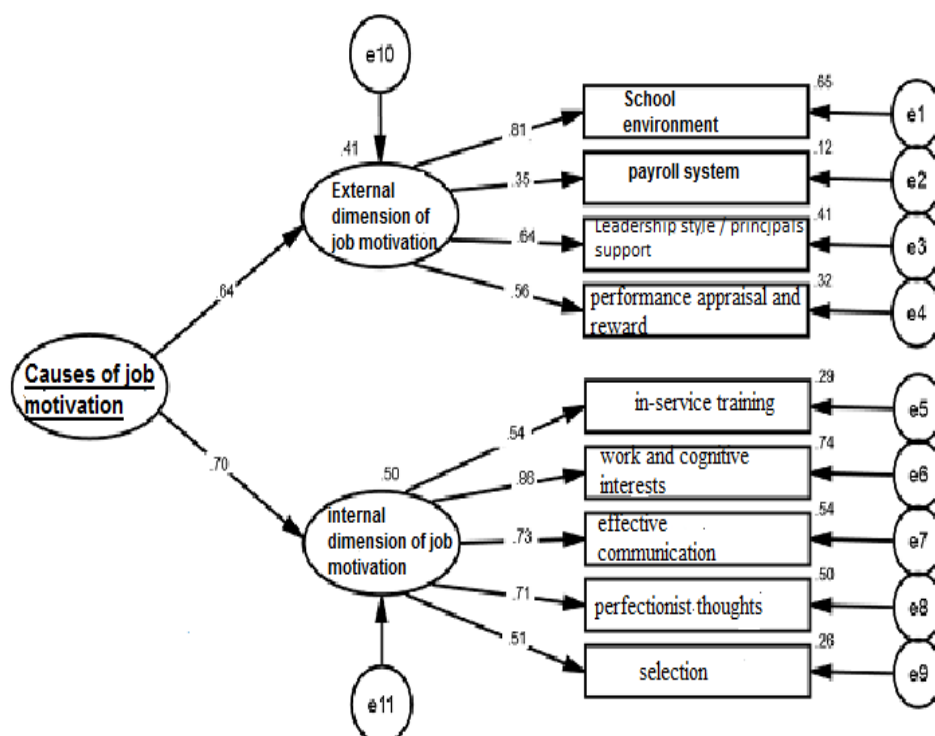 e10
.65
School
environment
e1
.81
.41
.12
payroll system
e2
.35
External
dimension of
job motivation
.41
Leadership style / principals
support
e3
.64
.32
performance appraisal and
reward
e4
.56
.64
Causes of job
motivation
.29
in-service training
e5
.54
.70
.74
work and cognitive
interests
e6
.86
.50
internal
dimension of job
motivation
.54
effective
communication
e7
.73
.50
perfectionist thoughts
e8
.71
.26
selection
e9
.51
e11